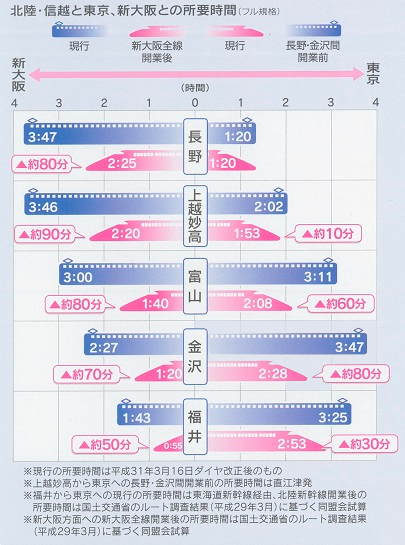 北陸・信越と東京、新大阪との所要時間(フル規格)
現行 新大阪全線開業後 現行 長野・金沢間開業前
新大阪 東京
(時間)
4 3 2 1 0 1 2 3 4
3:47 長野 1:20
▲約80分 2:25 1:20
3:46 上越妙高 2:02
▲約90分 2:20 1:53 ▲約10分
3:00 富山 3:11
▲約80分 1:40 2:08 ▲約60分
2:27 金沢 3:47
▲約70分 1:20 2:28 ▲約80分
1:43 福井 3:25
▲約50分 0:55 2:53 ▲約30分
※現行の所要時間は平成31年3月16日ダイヤ改正後のもの
※上越妙高から東京への長野・金沢間開業前の所要時間は直江津発
※福井から東京への現行の所要時間は東海道新幹線経由、北陸新幹線開業後の
所要時間は国土交通省のルート調査結果(平成29年3月)に基づく同盟会試算
※新大阪方面への新大阪全線開業後の所要時間は国土交通省のルート調査結果
(平成29年3月)に基づく同盟会試算